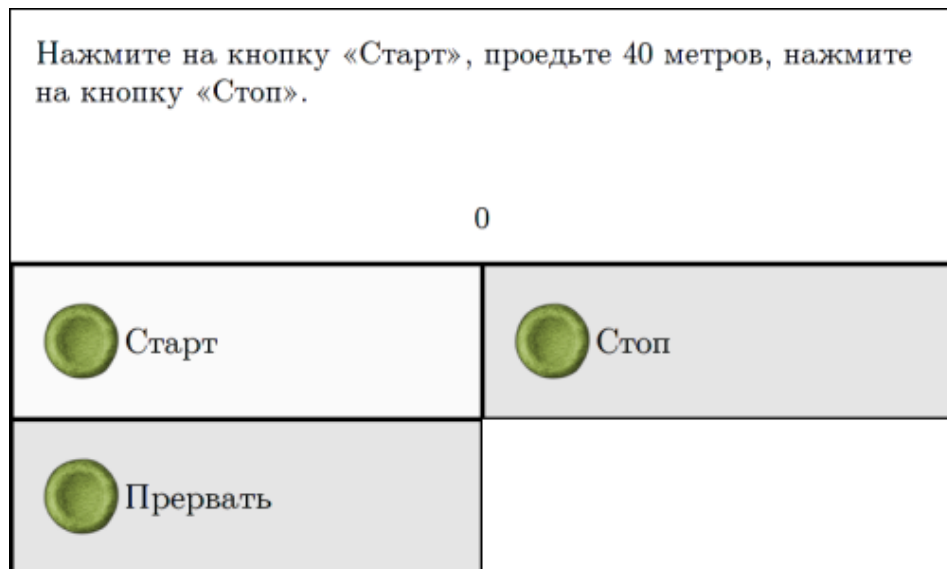 Нажмите на кнопку «Старт», проедьте 40 метров, нажмите
на кнопку «Стоп».
0
Старт
Стоп
Прервать